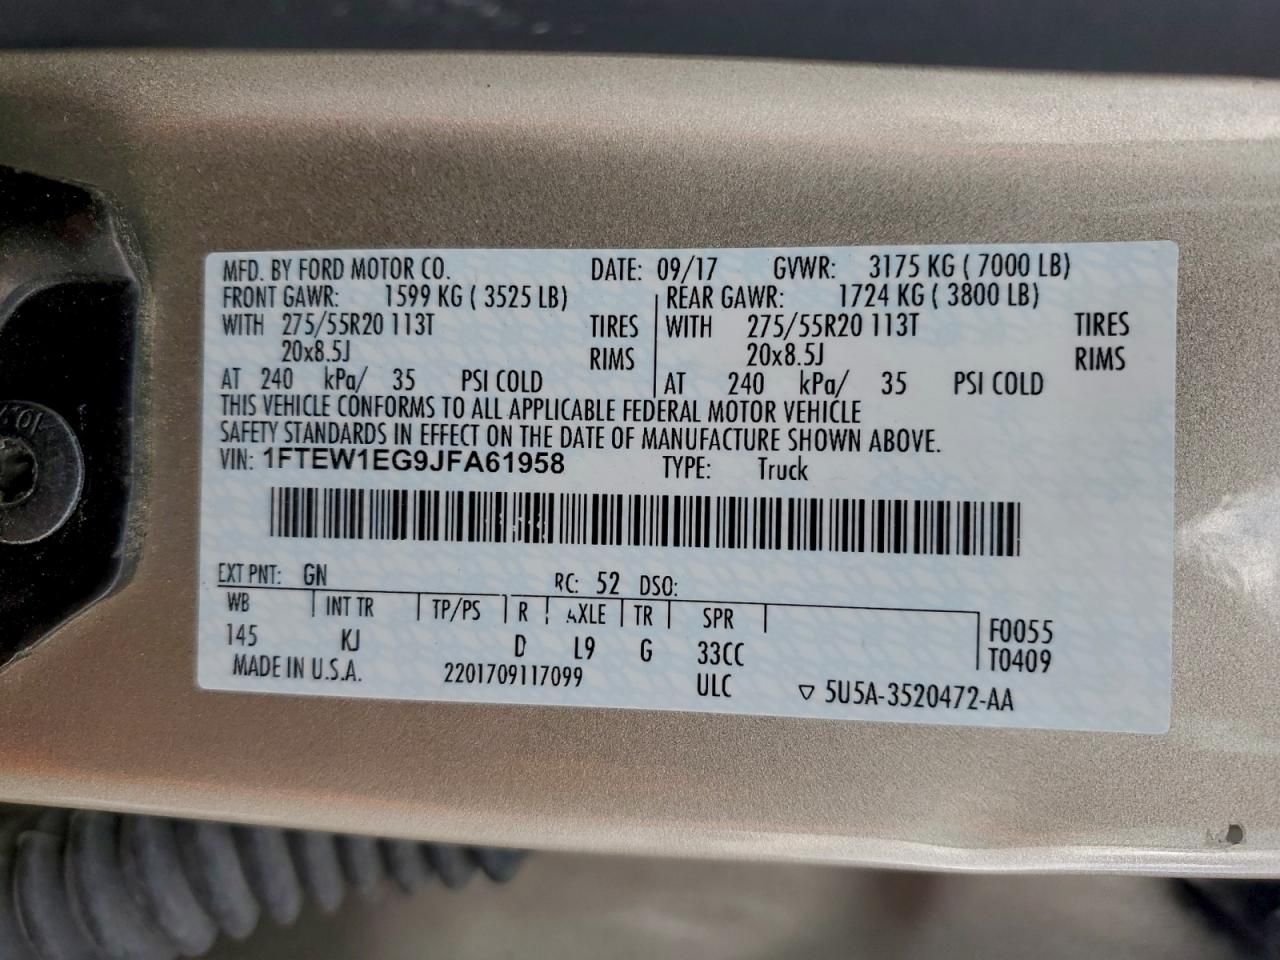 MFD. BY FORD MOTOR CO. DATE: 09/17 GVWR: 3175 KG ( 7000 LB)
FRONT GAWR: 1599 KG ( 3525 LB) REAR GAWR: 1724 KG ( 3800 LB)
WITH 275/55R20 113T TIRES WITH 275/55R20 113T TIRES
20x8.5J RIMS 20x8.5J RIMS
AT 240 kPa/ 35 PSI COLD AT 240 kPa/ 35 PSI COLD
THIS VEHICLE CONFORMS TO ALL APPLICABLE FEDERAL MOTOR VEHICLE
SAFETY STANDARDS IN EFFECT ON THE DATE OF MANUFACTURE SHOWN ABOVE.
VIN: 1FTEW1EG9JFA61958 TYPE: Truck
EXT PNT: GN RC: 52 DSO:
WB INT TR TP/PS R AXLE TR SPR F0055
145 KJ D L9 G 33CC T0409
MADE IN U.S.A. 2201709117099 ULC ▽ 5U5A-3520472-AA
10.9